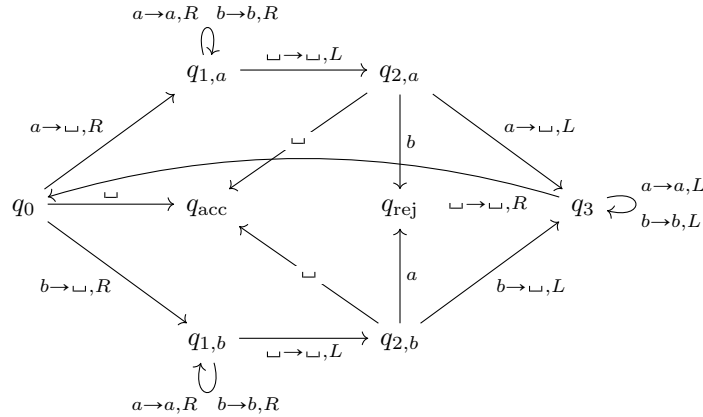 a→a,R b→b,R
q1,a ␣→␣,L q2,a
a→␣,R ␣ b a→␣,L
q0 ␣ qacc qrej ␣→␣,R q3 a→a,L
b→b,L
b→␣,R ␣ a b→␣,L
q1,b ␣→␣,L q2,b
a→a,R b→b,R